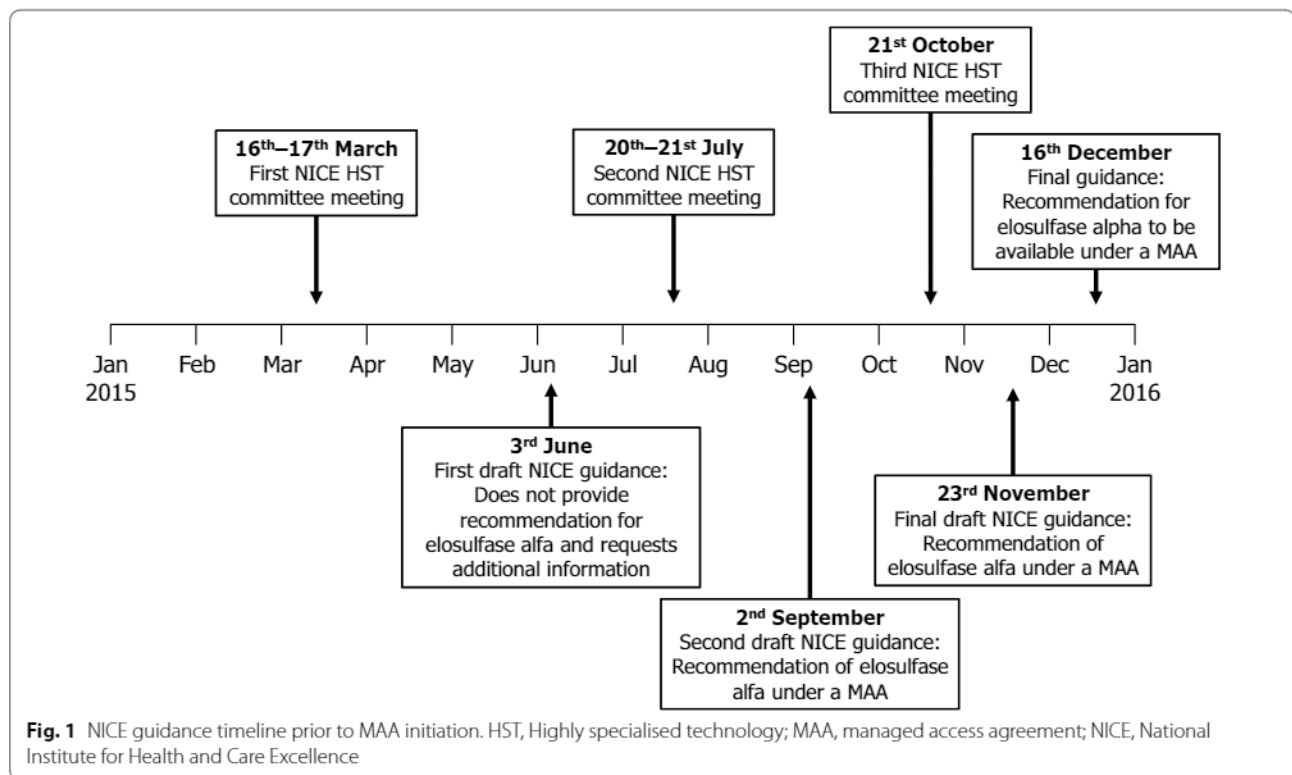 21st October
Third NICE HST
committee meeting
16th–17th March
First NICE HST
committee meeting
20th–21st July
Second NICE HST
committee meeting
16th December
Final guidance:
Recommendation for
elosulfase alpha to be
available under a MAA
Jan Feb Mar Apr May Jun Jul Aug Sep Oct Nov Dec Jan
2015 2016
3rd June
First draft NICE guidance:
Does not provide
recommendation for
elosulfase alfa and requests
additional information
23rd November
Final draft NICE guidance:
Recommendation of
elosulfase alfa under a MAA
2nd September
Second draft NICE guidance:
Recommendation of elosulfase
alfa under a MAA
Fig. 1 NICE guidance timeline prior to MAA initiation. HST, Highly specialised technology; MAA, managed access agreement; NICE, National
Institute for Health and Care Excellence